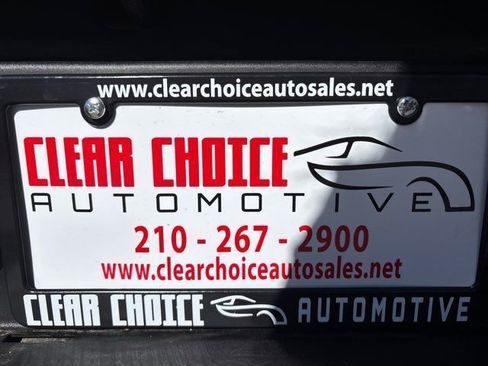 www.clearchoiceautosales.net
CLEAR CHOICE
AUTOMOTIVE
210 - 267 - 2900
www.clearchoiceautosales.net
CLEAR CHOICE AUTOMOTIVE